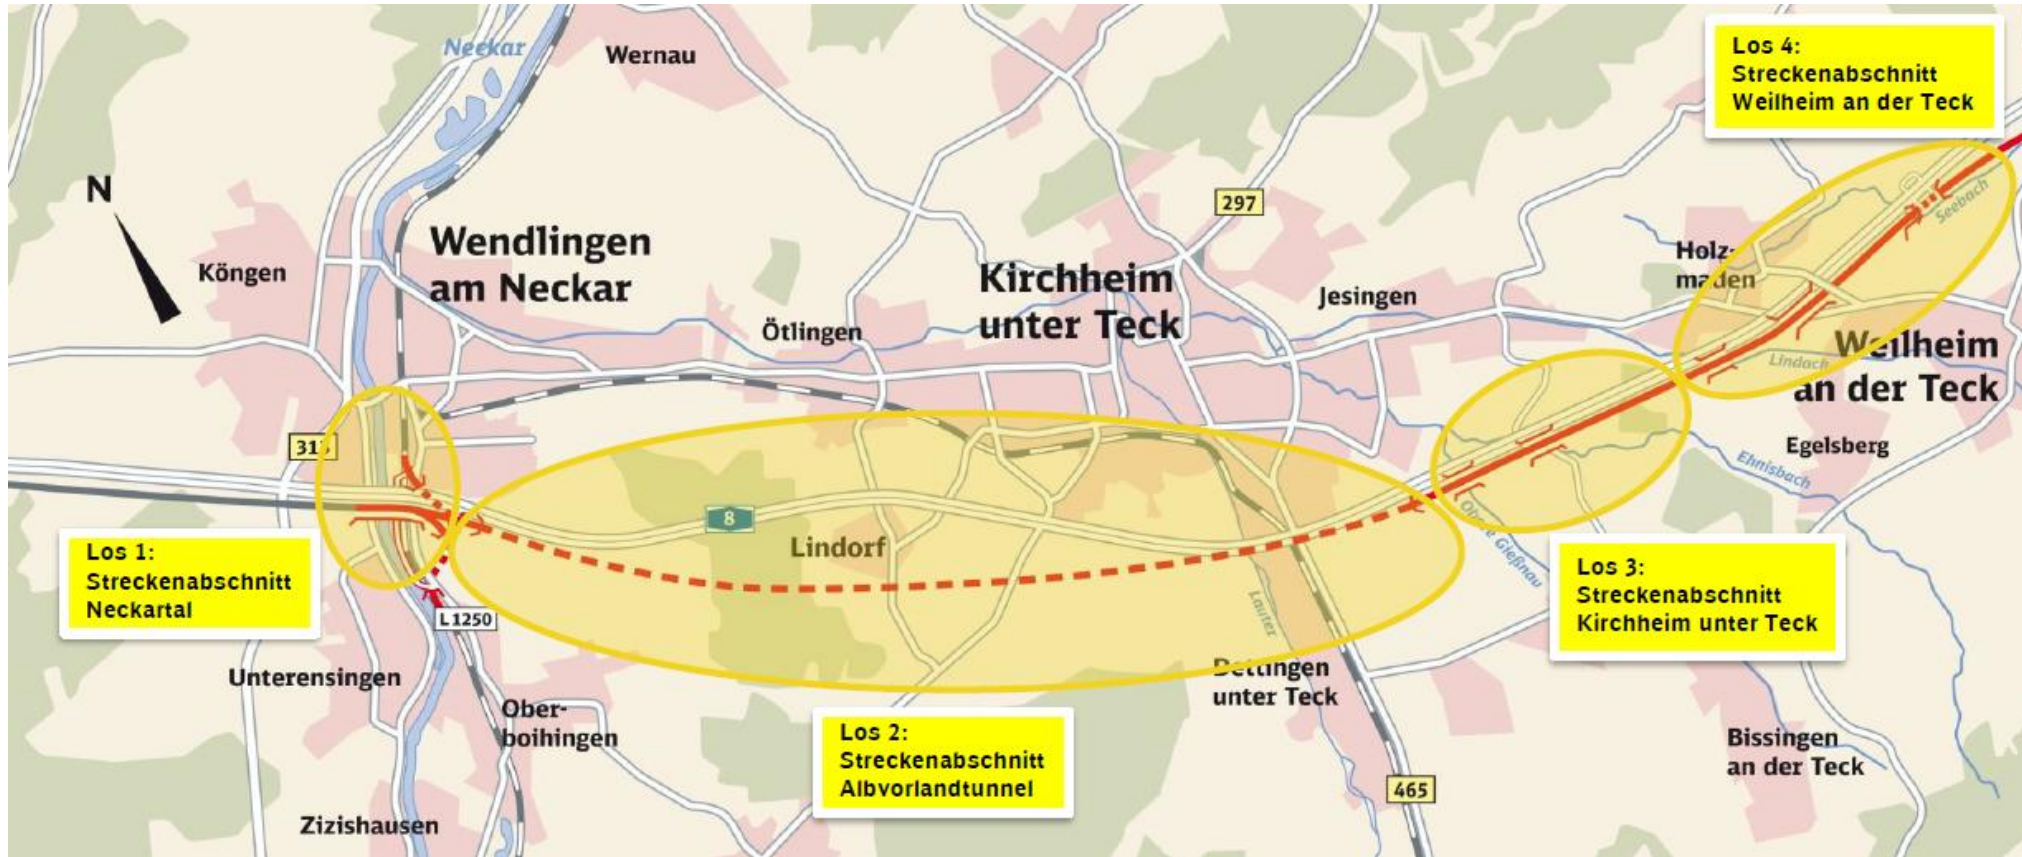 Neckar
Wernau
Los 4:
Streckenabschnitt
Weilheim an der Teck
N
297
Seebach
Wendlingen
am Neckar
Köngen
Kirchheim
unter Teck
Holz-
maden
Jesingen
Ötlingen
Weilheim
an der Teck
Lindach
313
Egelsberg
Ehnisbach
8
Lindorf
Los 1:
Streckenabschnitt
Neckartal
Obere Gießnau
Los 3:
Streckenabschnitt
Kirchheim unter Teck
L 1250
Lauter
Unterensingen
Dettingen
unter Teck
Ober-
boihingen
Los 2:
Streckenabschnitt
Albvorlandtunnel
Bissingen
an der Teck
465
Zizishausen